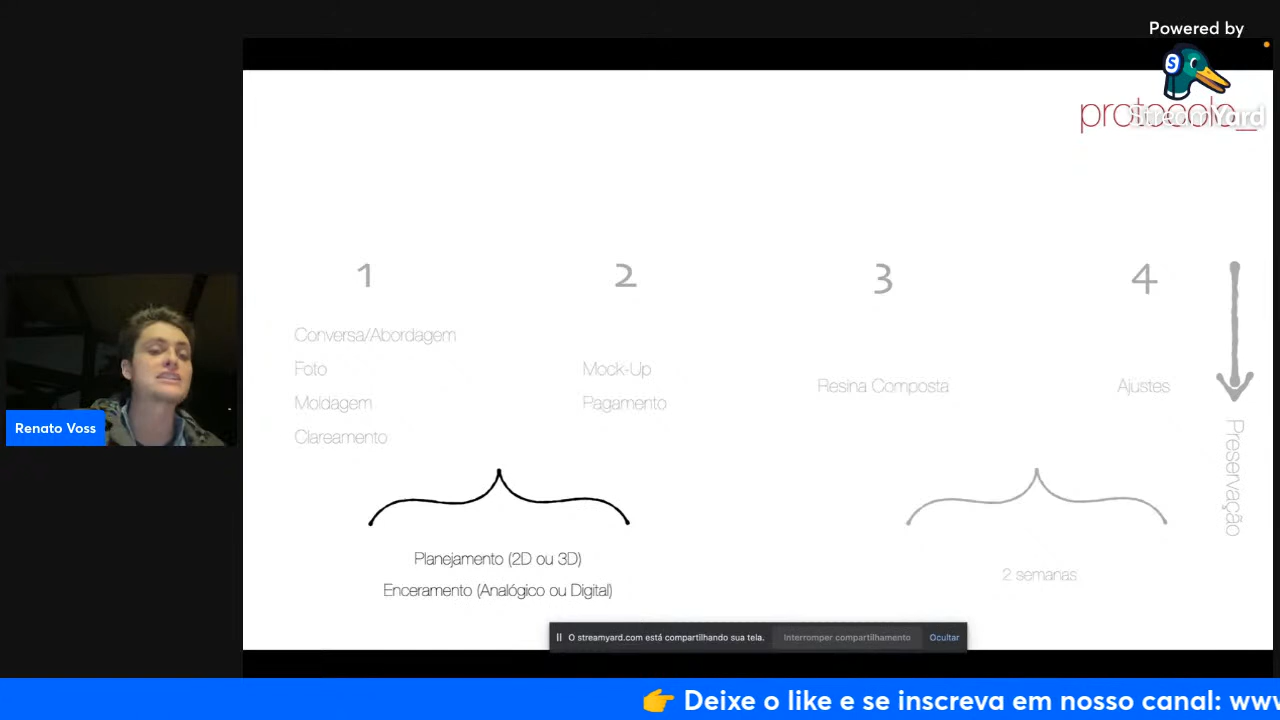 Powered by
StreamYard
protocolo_
1
2
3
4
Conversa/Abordagem
Foto
Moldagem
Clareamento
Mock-Up
Pagamento
Resina Composta
Ajustes
Preservação
Renato Voss
Planejamento (2D ou 3D)
Enceramento (Analógico ou Digital)
2 semanas
O streamyard.com está compartilhando sua tela. Interromper compartilhamento Ocultar
👉 Deixe o like e se inscreva em nosso canal: www